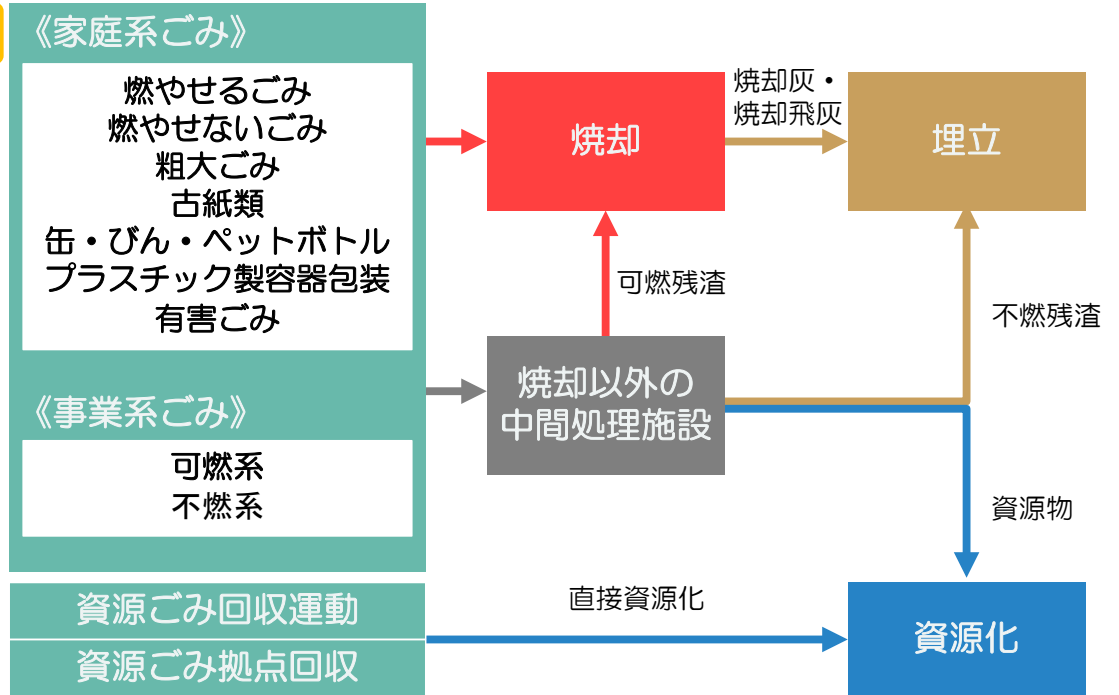 《家庭系ごみ》
燃やせるごみ
燃やせないごみ
粗大ごみ
古紙類
缶・びん・ペットボトル
プラスチック製容器包装
有害ごみ
《事業系ごみ》
可燃系
不燃系
資源ごみ回収運動
資源ごみ拠点回収
焼却
焼却灰・
焼却飛灰
埋立
可燃残渣
焼却以外の
中間処理施設
不燃残渣
資源物
直接資源化
資源化